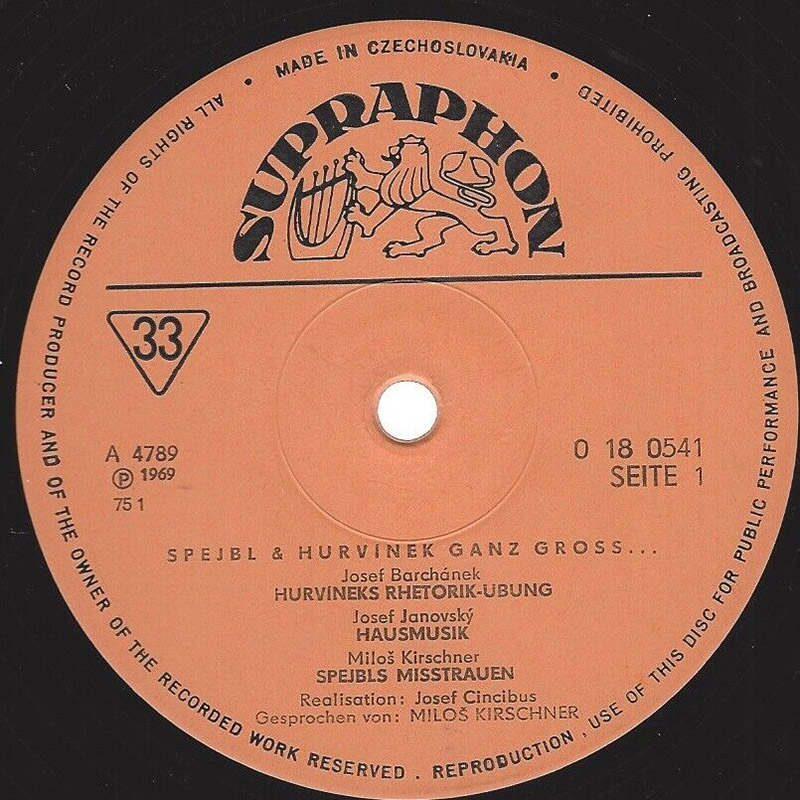 MADE IN CZECHOSLOVAKIA
ALL RIGHTS OF THE RECORD PRODUCER AND OF THE OWNER OF THE RECORDED WORK RESERVED . REPRODUCTION , USE OF THIS DISC FOR PUBLIC PERFORMANCE AND BROADCASTING PROHIBITED
SUPRAPHON
33
A 4789
Ⓟ 1969
75 1
0 18 0541
SEITE 1
SPEJBL & HURVÍNEK GANZ GROSS...
Josef Barchánek
HURVÍNEKS RHETORIK-UBUNG
Josef Janovský
HAUSMUSIK
Miloš Kirschner
SPEJBLS MISSTRAUEN
Realisation: Josef Cincibus
Gesprochen von: MILOŠ KIRSCHNER